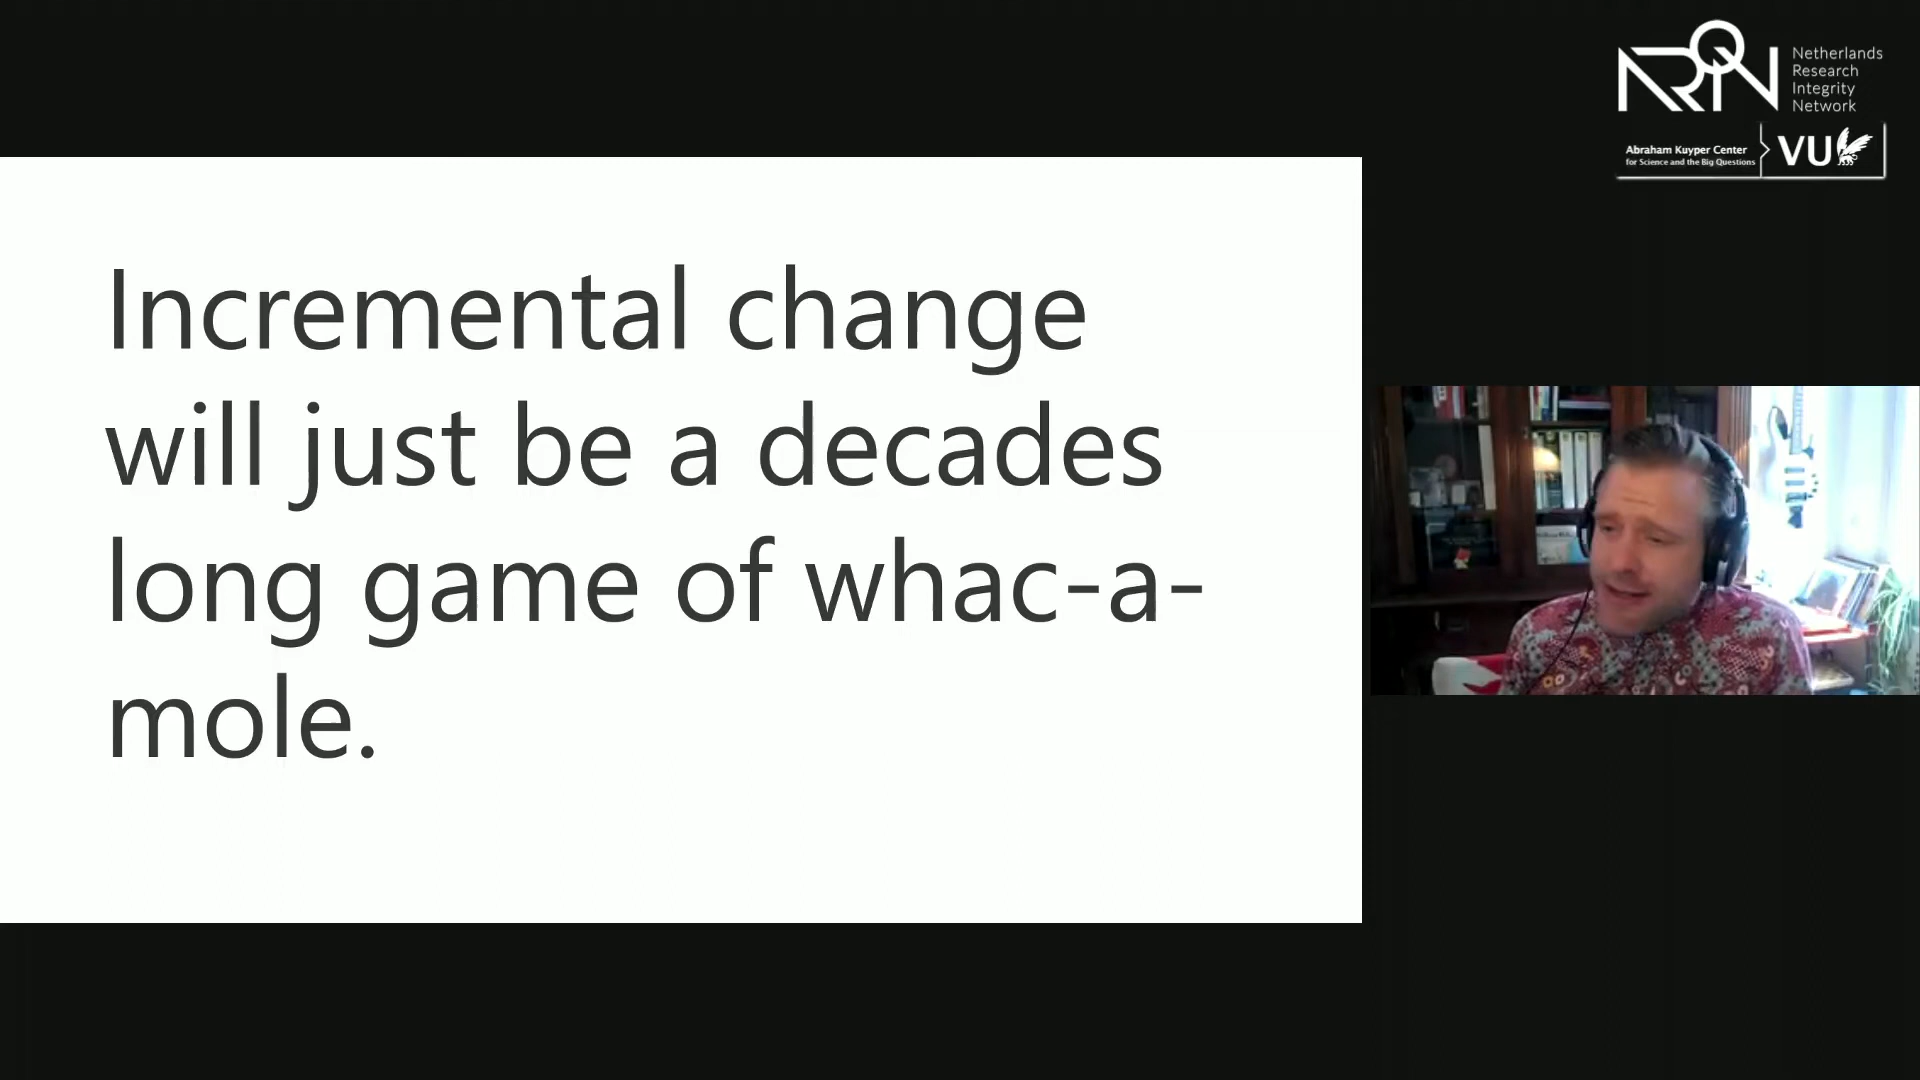 Incremental change
will just be a decades
long game of whac-a-
mole.
NRIN
Netherlands
Research
Integrity
Network
Abraham Kuyper Center
for Science and the Big Questions
VU